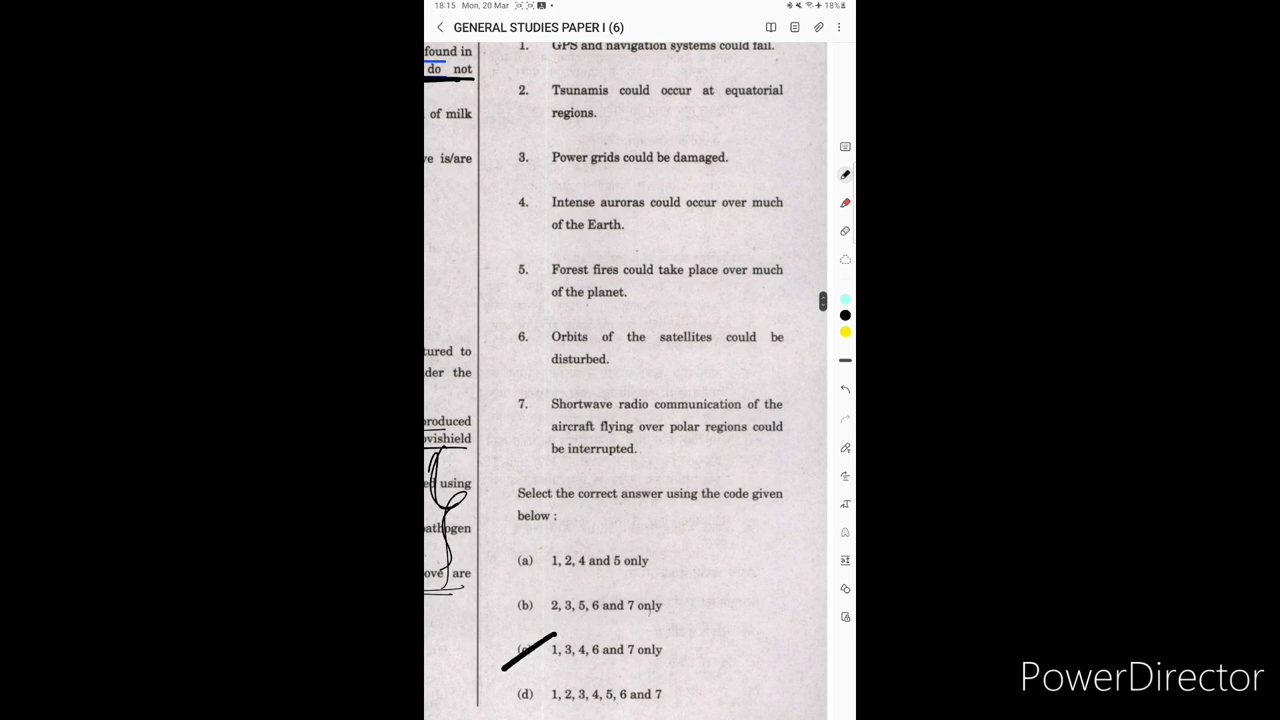 18:15 Mon, 20 Mar
18%
GENERAL STUDIES PAPER I (6)
found in
do not
of milk
ve is/are
tured to
der the
produced
ovishield
ed using
pathogen
ove are
1. GPS and navigation systems could fail.
2. Tsunamis could occur at equatorial
regions.
3. Power grids could be damaged.
4. Intense auroras could occur over much
of the Earth.
5. Forest fires could take place over much
of the planet.
6. Orbits of the satellites could be
disturbed.
7. Shortwave radio communication of the
aircraft flying over polar regions could
be interrupted.
Select the correct answer using the code given
below :
(a) 1, 2, 4 and 5 only
(b) 2, 3, 5, 6 and 7 only
(c) 1, 3, 4, 6 and 7 only
(d) 1, 2, 3, 4, 5, 6 and 7
PowerDirector